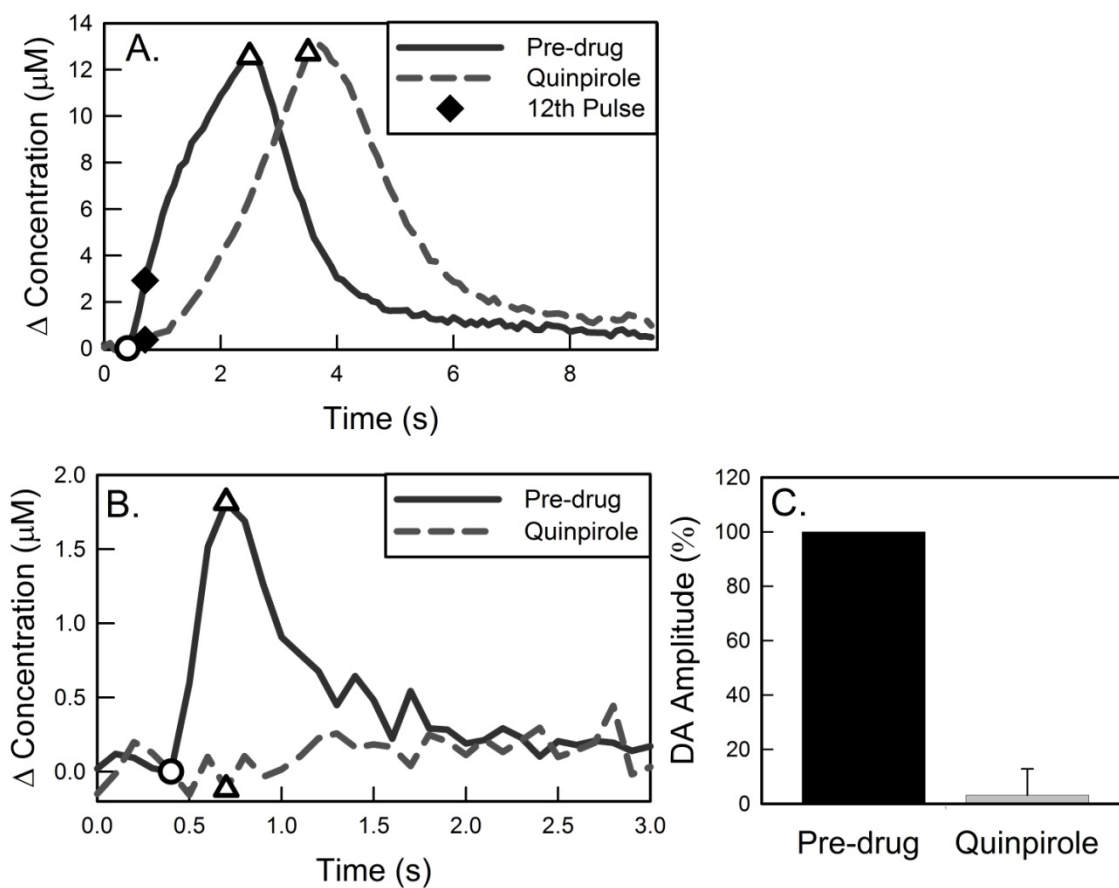 A.
Δ Concentration (μM)
14
12
10
8
6
4
2
0
0 2 4 6 8
Time (s)
Pre-drug
Quinpirole
12th Pulse
B.
Δ Concentration (μM)
2.0
1.5
1.0
0.5
0.0
0.0 0.5 1.0 1.5 2.0 2.5 3.0
Time (s)
Pre-drug
Quinpirole
C.
DA Amplitude (%)
120
100
80
60
40
20
0
Pre-drug Quinpirole